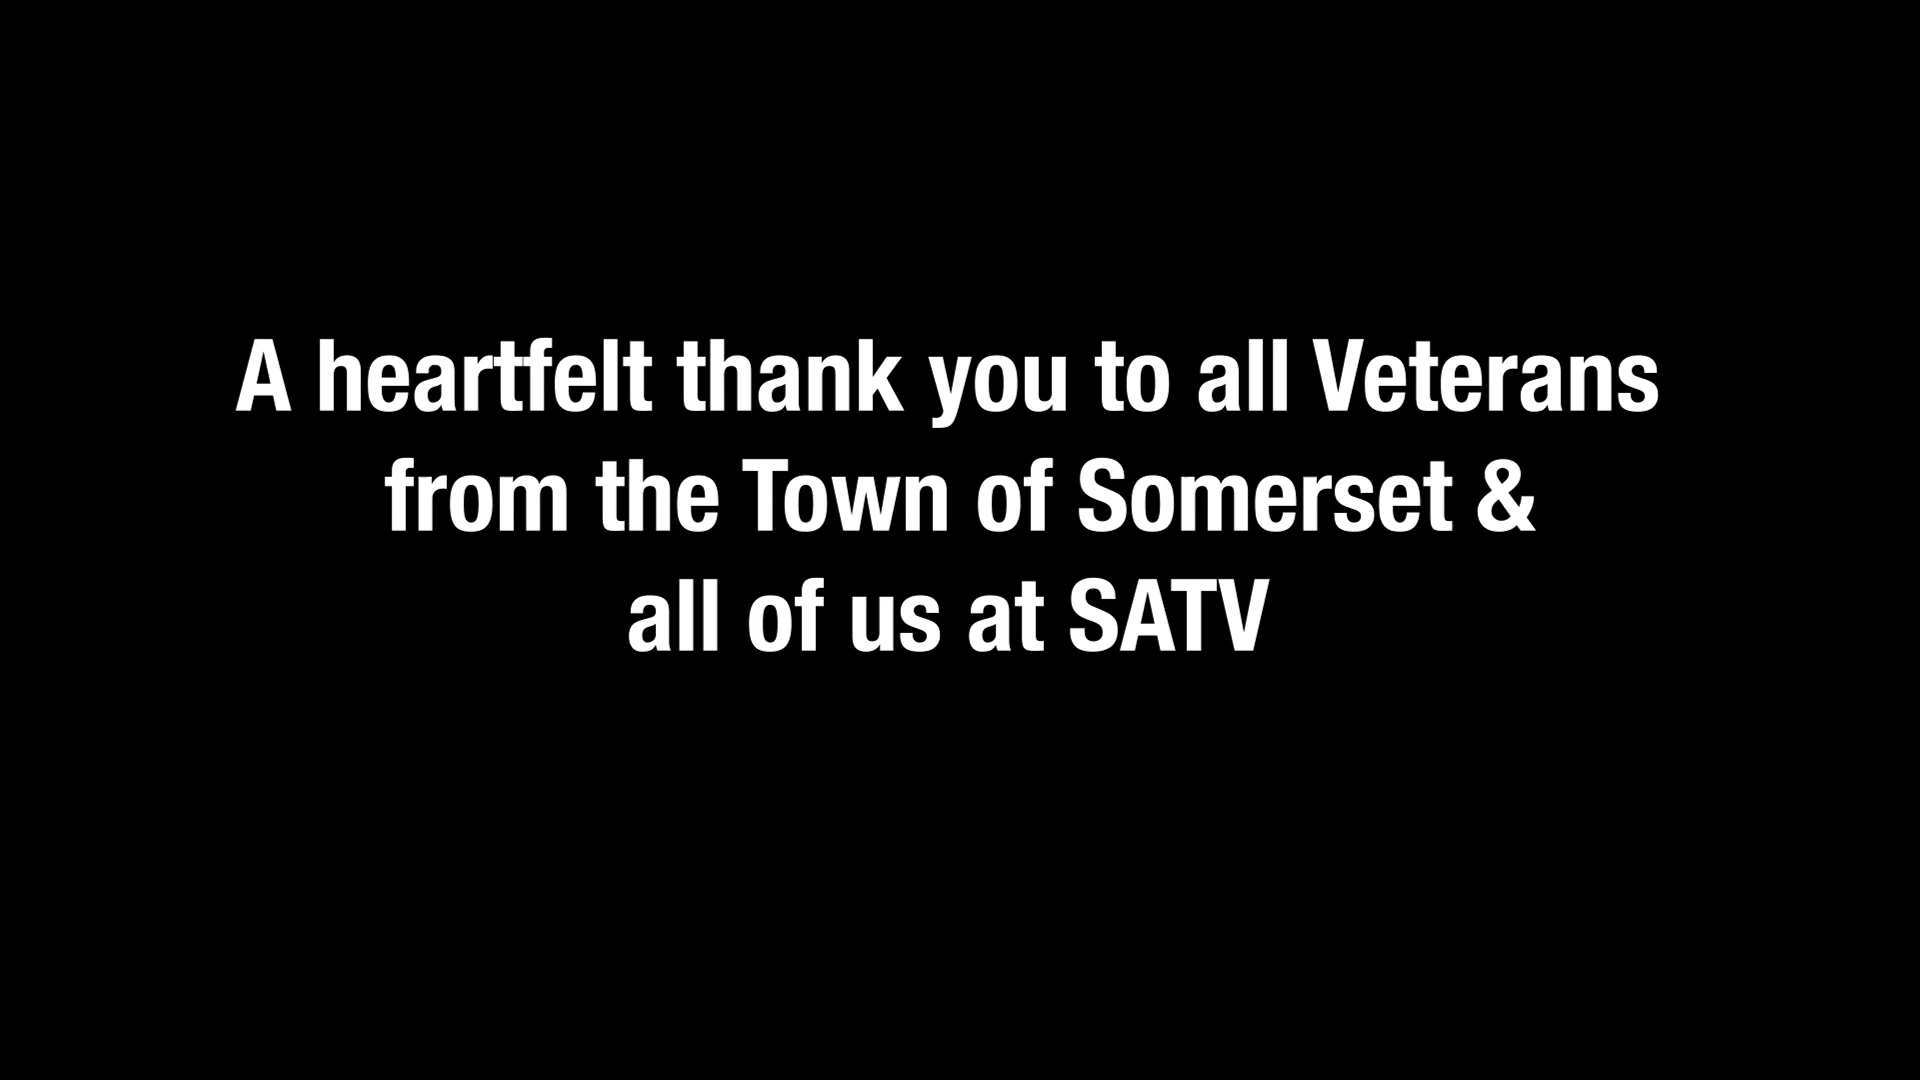 A heartfelt thank you to all Veterans
from the Town of Somerset &
all of us at SATV